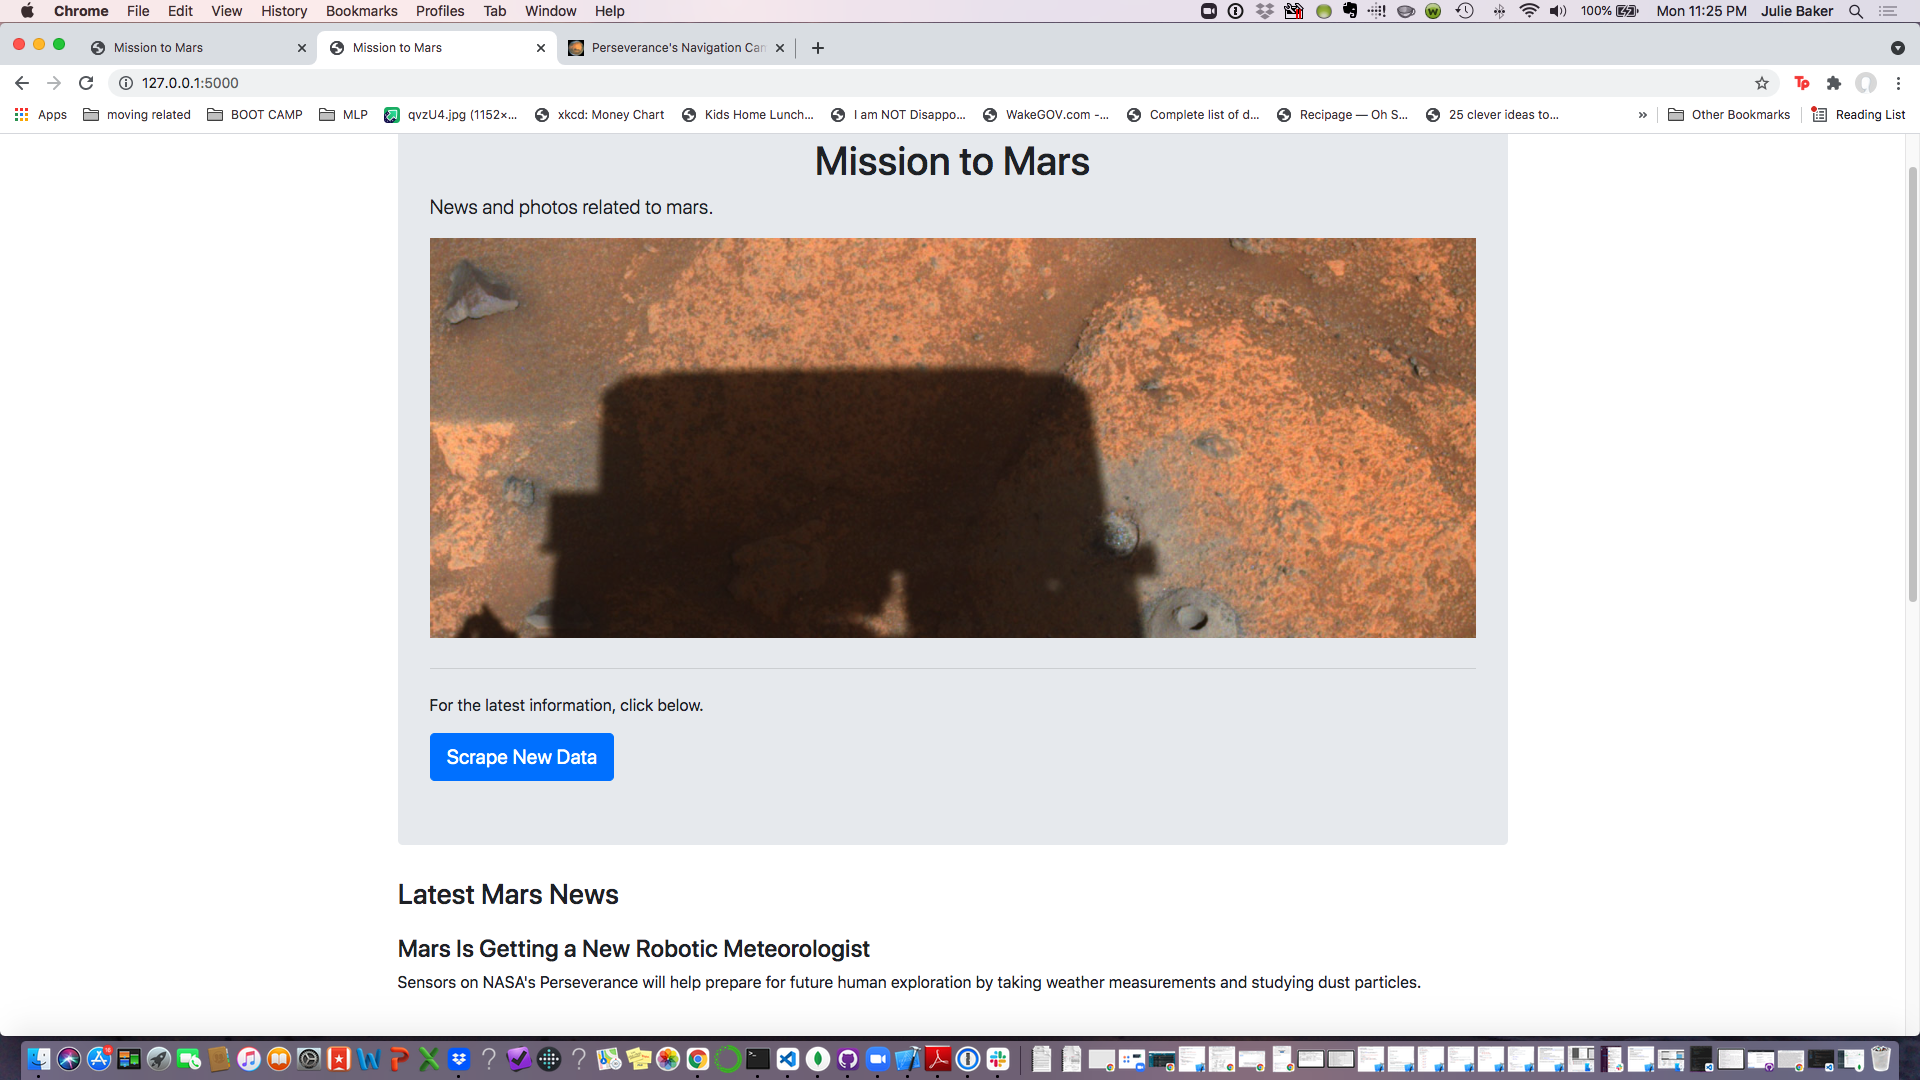 Chrome File Edit View History Bookmarks Profiles Tab Window Help 100% Mon 11:25 PM Julie Baker
Mission to Mars Mission to Mars Perseverance's Navigation Can
127.0.0.1:5000
Apps moving related BOOT CAMP MLP qvzU4.jpg (1152×... xkcd: Money Chart Kids Home Lunch... I am NOT Disappo... WakeGOV.com -... Complete list of d... Recipage — Oh S... 25 clever ideas to... » Other Bookmarks Reading List
Mission to Mars
News and photos related to mars.
For the latest information, click below.
Scrape New Data
Latest Mars News
Mars Is Getting a New Robotic Meteorologist
Sensors on NASA's Perseverance will help prepare for future human exploration by taking weather measurements and studying dust particles.